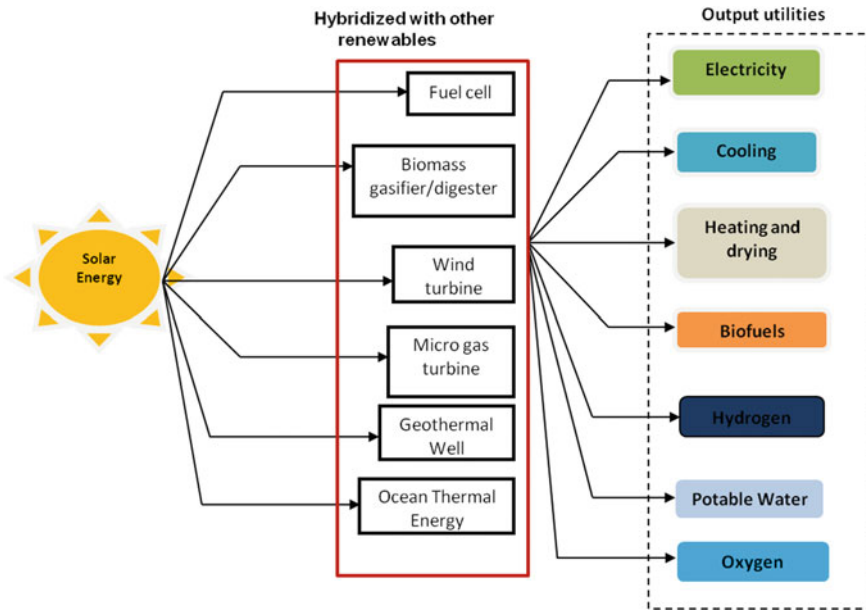 Hybridized with other
renewables
Output utilities
Solar
Energy
Fuel cell
Biomass
gasifier/digester
Wind
turbine
Micro gas
turbine
Geothermal
Well
Ocean Thermal
Energy
Electricity
Cooling
Heating and
drying
Biofuels
Hydrogen
Potable Water
Oxygen